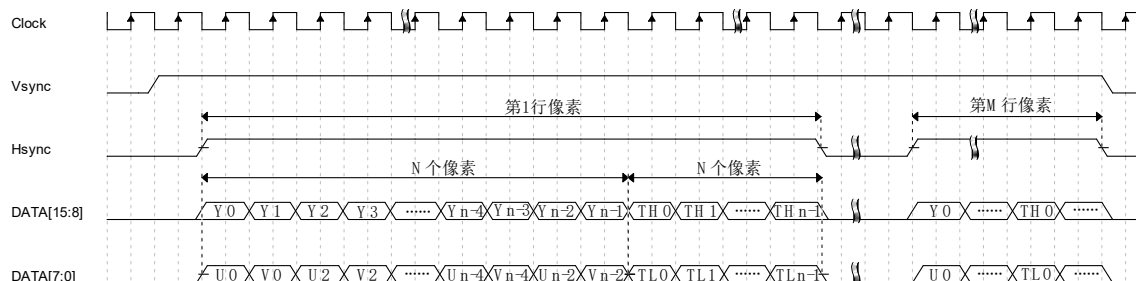 Clock
Vsync
第1行像素 第M 行像素
Hsync
N 个像素 N 个像素
DATA[15:8] Y0 Y1 Y2 Y3 ······ Yn-4 Yn-3 Yn-2 Yn-1 TH0 TH1 ······ THn-1 Y0 ······ TH0 ······
DATA[7:0] U0 V0 U2 V2 ······ Un-4 Vn-4 Un-2 Vn-2 TL0 TL1 ······ TLn-1 U0 ······ TL0 ······